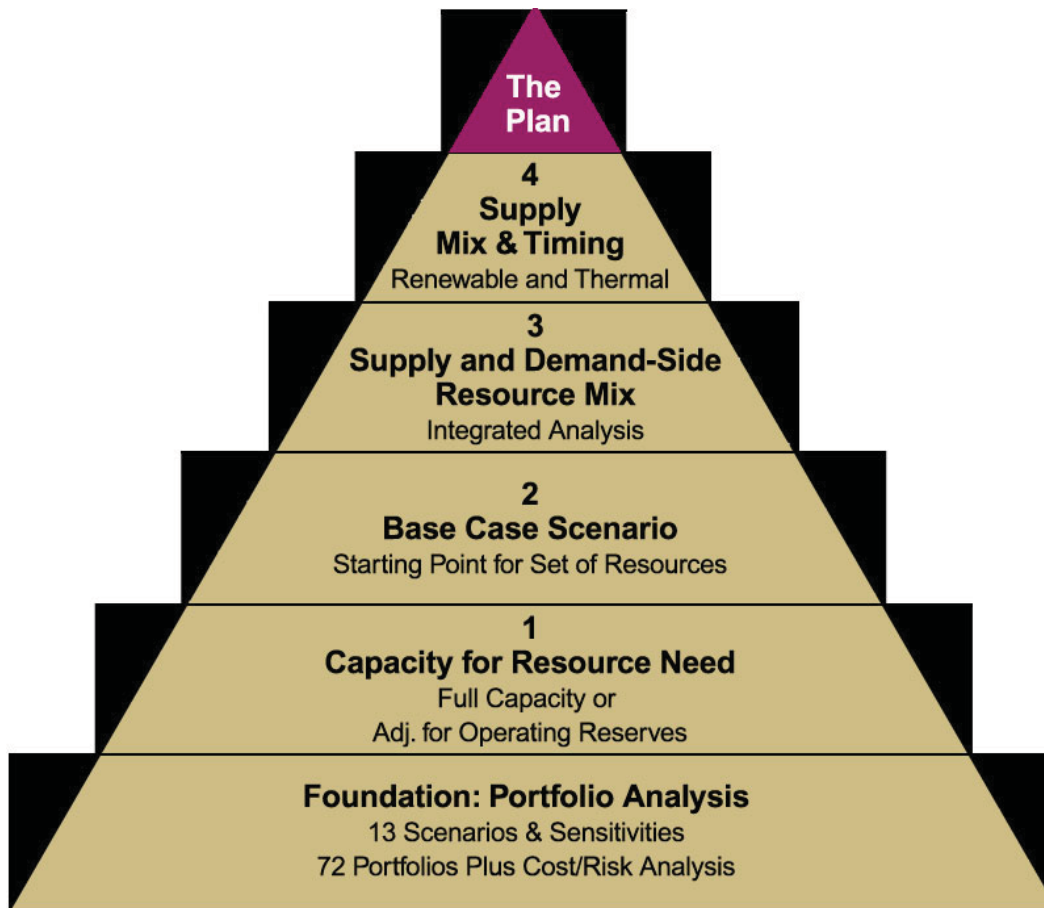 The
Plan
4
Supply
Mix & Timing
Renewable and Thermal
3
Supply and Demand-Side
Resource Mix
Integrated Analysis
2
Base Case Scenario
Starting Point for Set of Resources
1
Capacity for Resource Need
Full Capacity or
Adj. for Operating Reserves
Foundation: Portfolio Analysis
13 Scenarios & Sensitivities
72 Portfolios Plus Cost/Risk Analysis